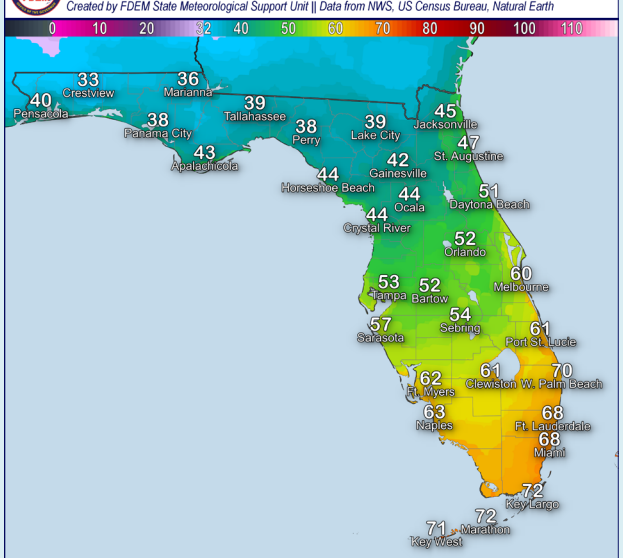 Created by FDEM State Meteorological Support Unit || Data from NWS, US Census Bureau, Natural Earth
0 10 20 32 40 50 60 70 80 90 100 110
33
Crestview
36
Marianna
40
Pensacola
39
Tallahassee
38
Panama City
38
Perry
39
Lake City
45
Jacksonville
43
Apalachicola
42
Gainesville
47
St. Augustine
44
Horseshoe Beach
44
Ocala
51
Daytona Beach
44
Crystal River
52
Orlando
53
Tampa
52
Bartow
60
Melbourne
57
Sarasota
54
Sebring
61
Port St. Lucie
62
Ft. Myers
61
Clewiston
70
W. Palm Beach
63
Naples
68
Ft. Lauderdale
68
Miami
72
Key Largo
72
Marathon
71
Key West